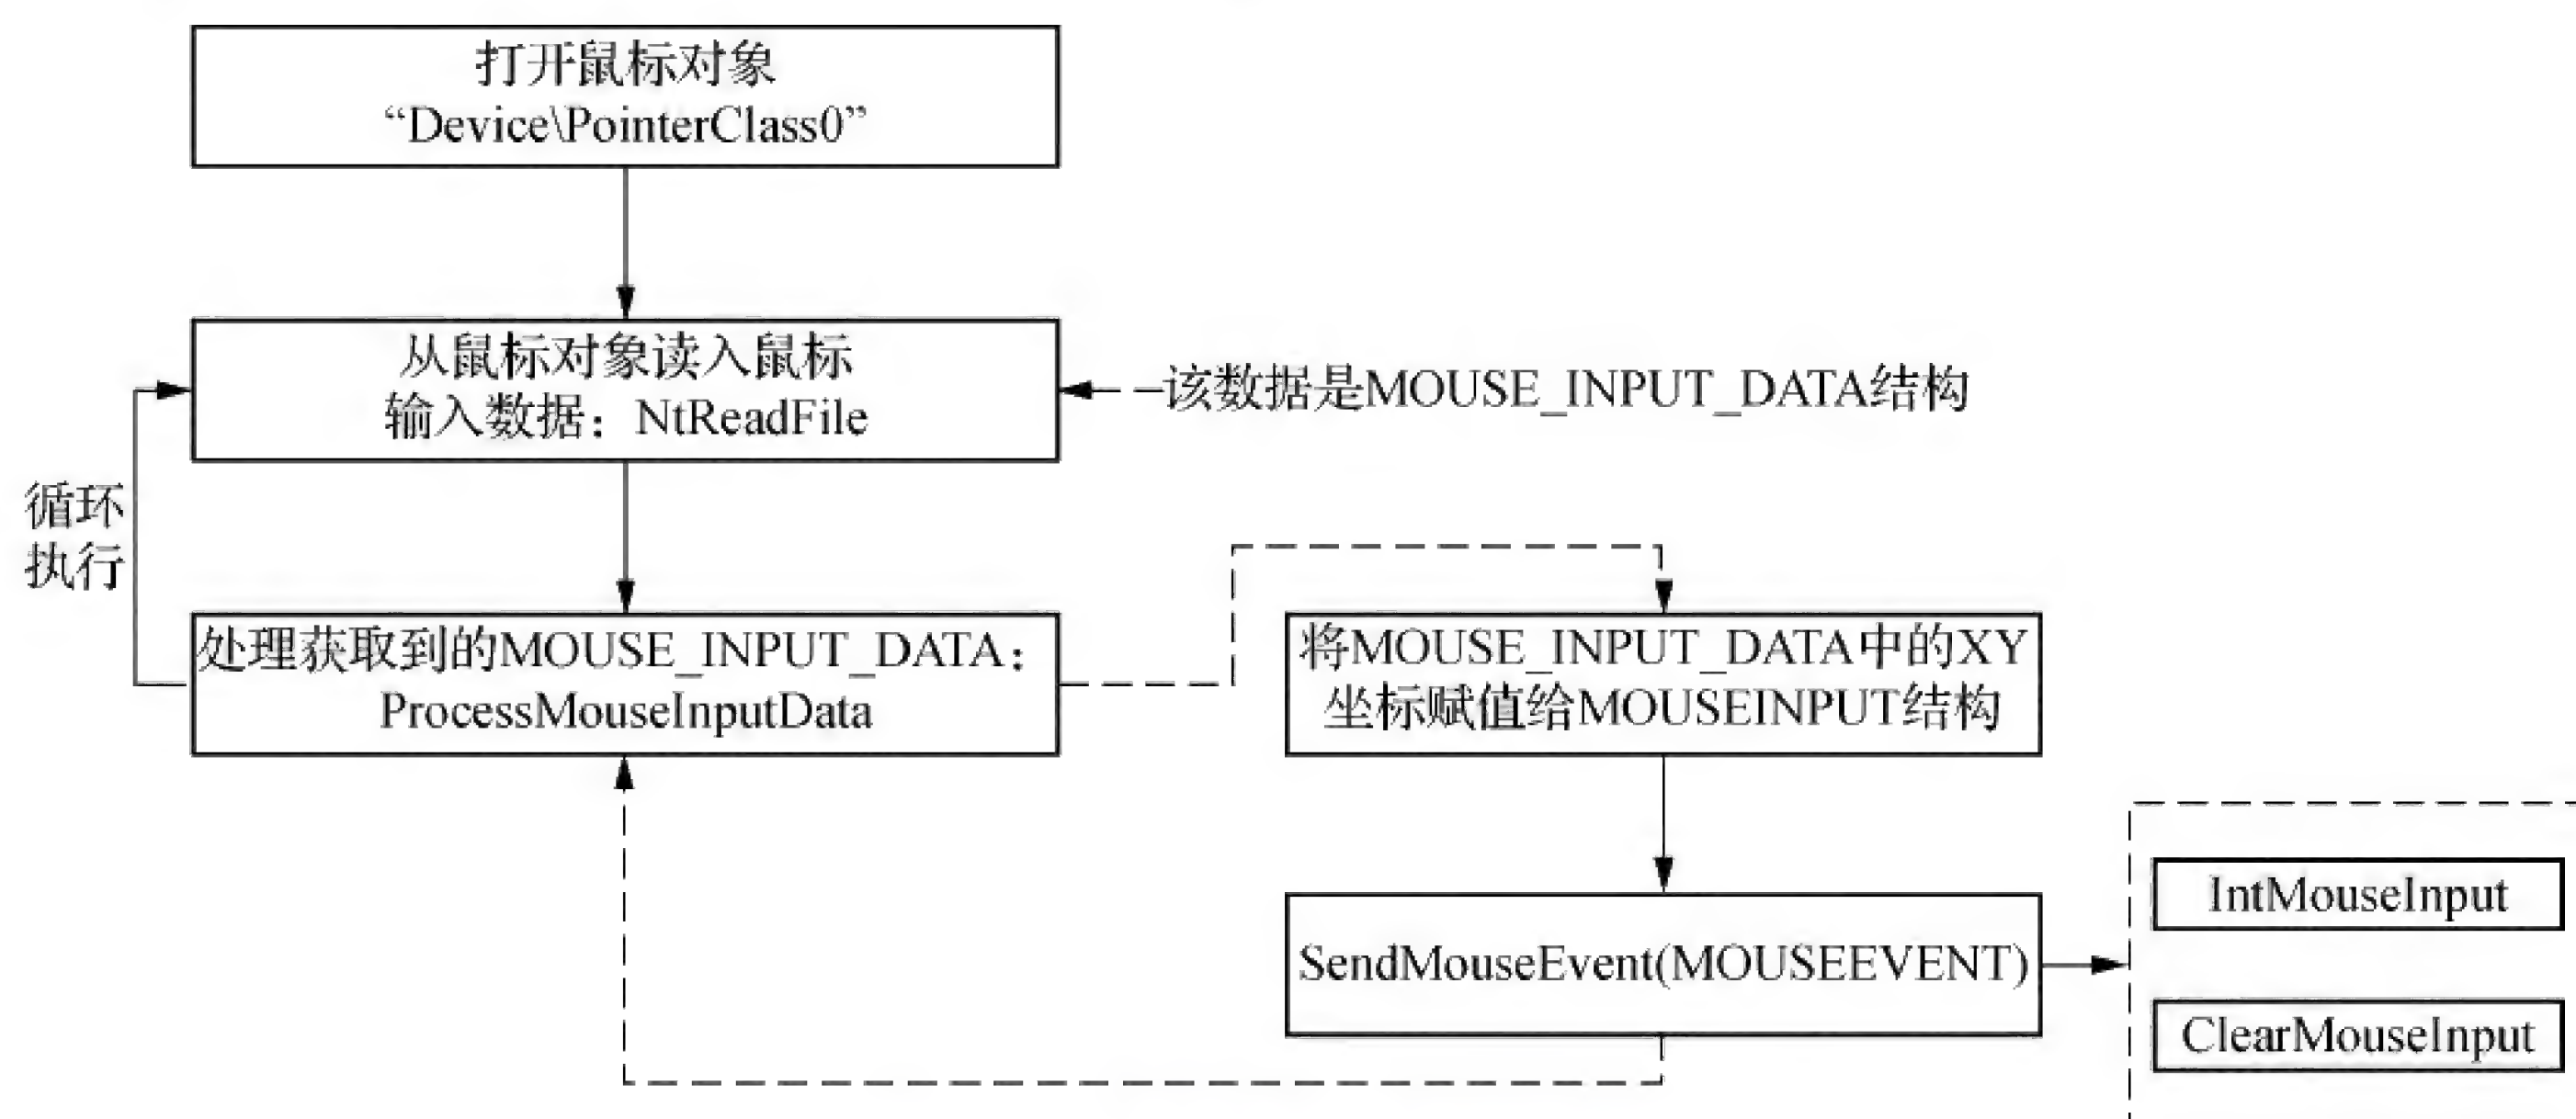 打开鼠标对象
“Device\PointerClass0”
从鼠标对象读入鼠标
输入数据：NtReadFile
该数据是MOUSE_INPUT_DATA结构
循环
执行
处理获取到的MOUSE_INPUT_DATA：
ProcessMouseInputData
将MOUSE_INPUT_DATA中的XY
坐标赋值给MOUSEINPUT结构
SendMouseEvent(MOUSEEVENT)
IntMouseInput
ClearMouseInput